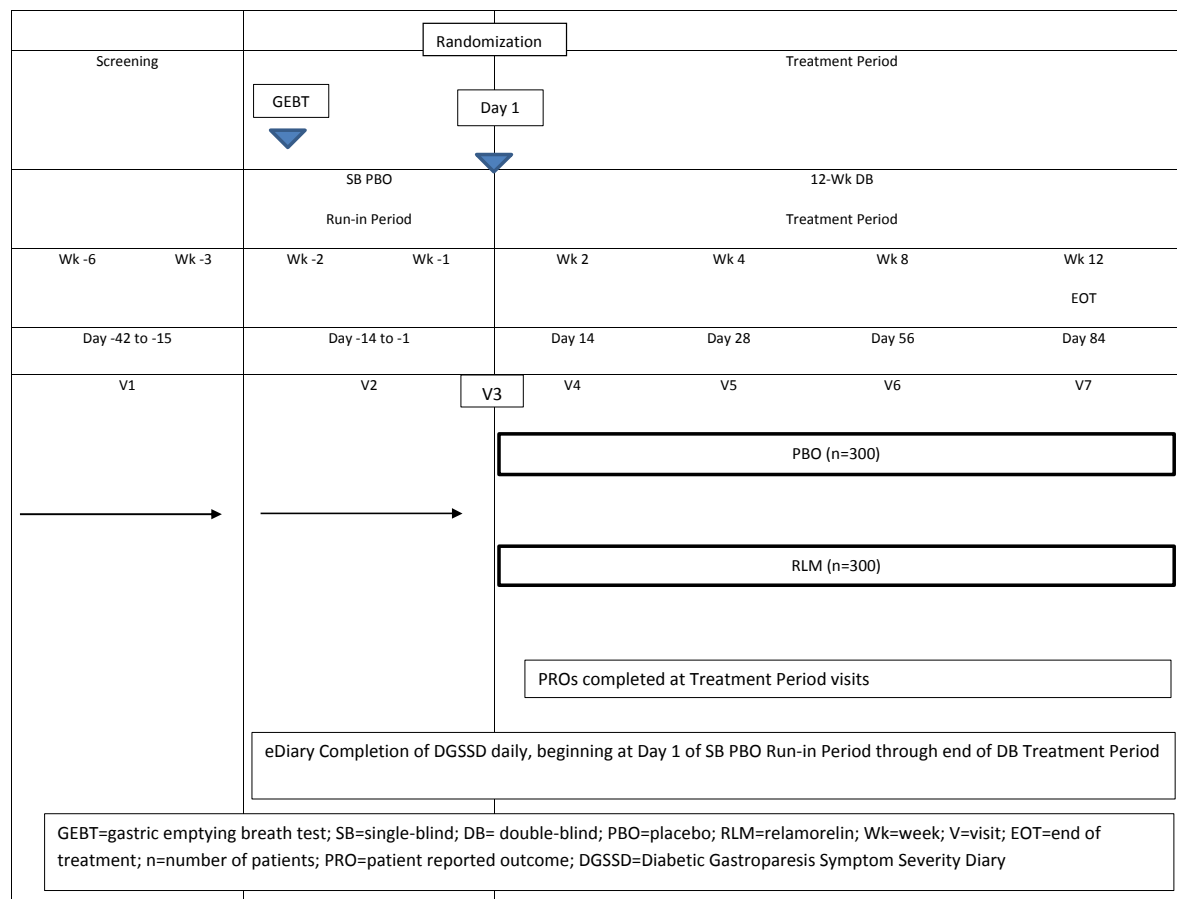 Randomization
Screening
Treatment Period
GEBT
Day 1
SB PBO
Run-in Period
12-Wk DB
Treatment Period
Wk -6
Wk -3
Wk -2
Wk -1
Wk 2
Wk 4
Wk 8
Wk 12
EOT
Day -42 to -15
Day -14 to -1
Day 14
Day 28
Day 56
Day 84
V1
V2
V3
V4
V5
V6
V7
PBO (n=300)
RLM (n=300)
PROs completed at Treatment Period visits
eDiary Completion of DGSSD daily, beginning at Day 1 of SB PBO Run-in Period through end of DB Treatment Period
GEBT=gastric emptying breath test; SB=single-blind; DB= double-blind; PBO=placebo; RLM=relamorelin; Wk=week; V=visit; EOT=end of
treatment; n=number of patients; PRO=patient reported outcome; DGSSD=Diabetic Gastroparesis Symptom Severity Diary